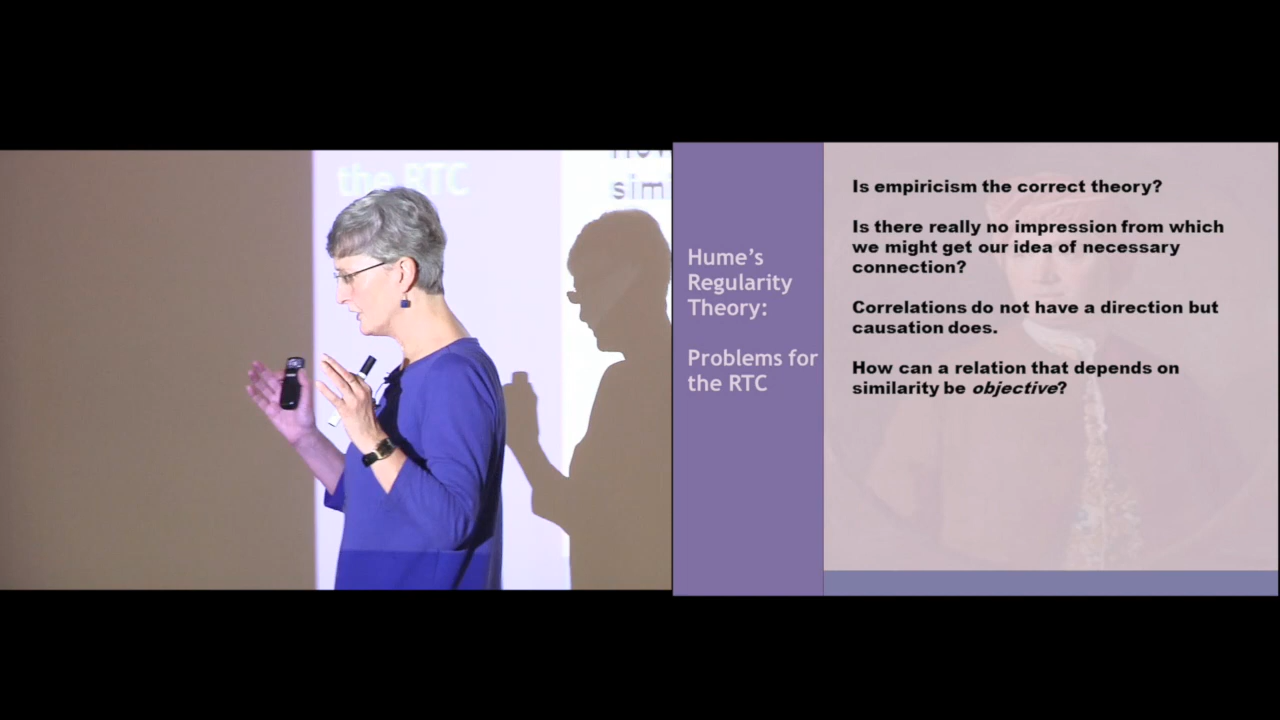 the RTC
simi
Hume's
Regularity
Theory:
Problems for
the RTC
Is empiricism the correct theory?
Is there really no impression from which
we might get our idea of necessary
connection?
Correlations do not have a direction but
causation does.
How can a relation that depends on
similarity be objective?